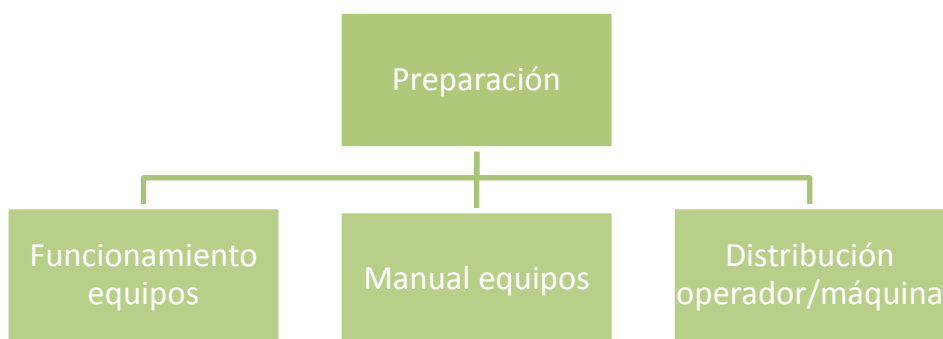 Preparación
Funcionamiento
equipos
Manual equipos
Distribución
operador/máquina